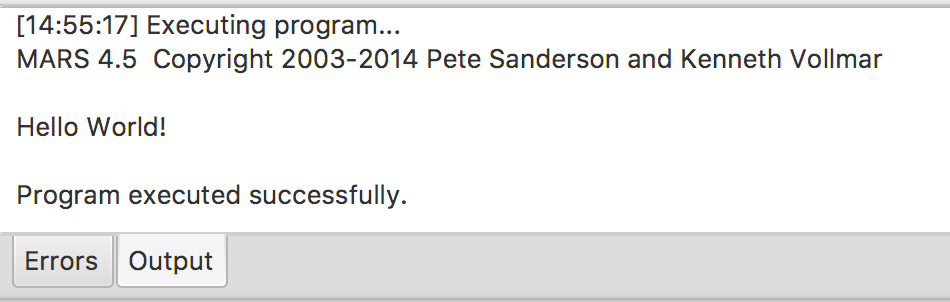 [14:55:17] Executing program...
MARS 4.5  Copyright 2003-2014 Pete Sanderson and Kenneth Vollmar
Hello World!
Program executed successfully.
Errors
Output